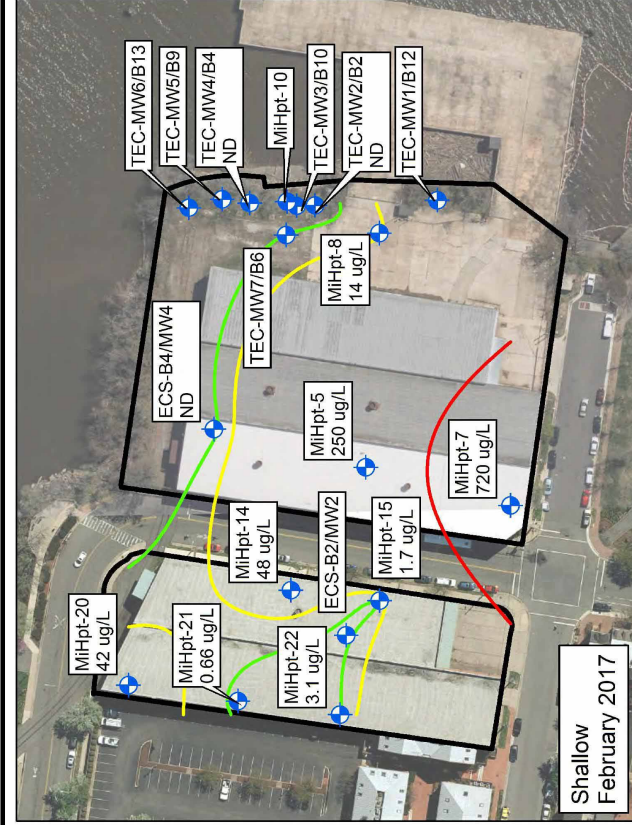 TEC-MW6/B13
TEC-MW5/B9
TEC-MW4/B4
ND
MiHpt-10
TEC-MW3/B10
TEC-MW2/B2
ND
TEC-MW1/B12
ECS-B4/MW4
ND
TEC-MW7/B6
MiHpt-8
14 ug/L
MiHpt-5
250 ug/L
MiHpt-7
720 ug/L
MiHpt-14
48 ug/L
ECS-B2/MW2
MiHpt-15
1.7 ug/L
MiHpt-20
42 ug/L
MiHpt-21
0.66 ug/L
MiHpt-22
3.1 ug/L
Shallow
February 2017